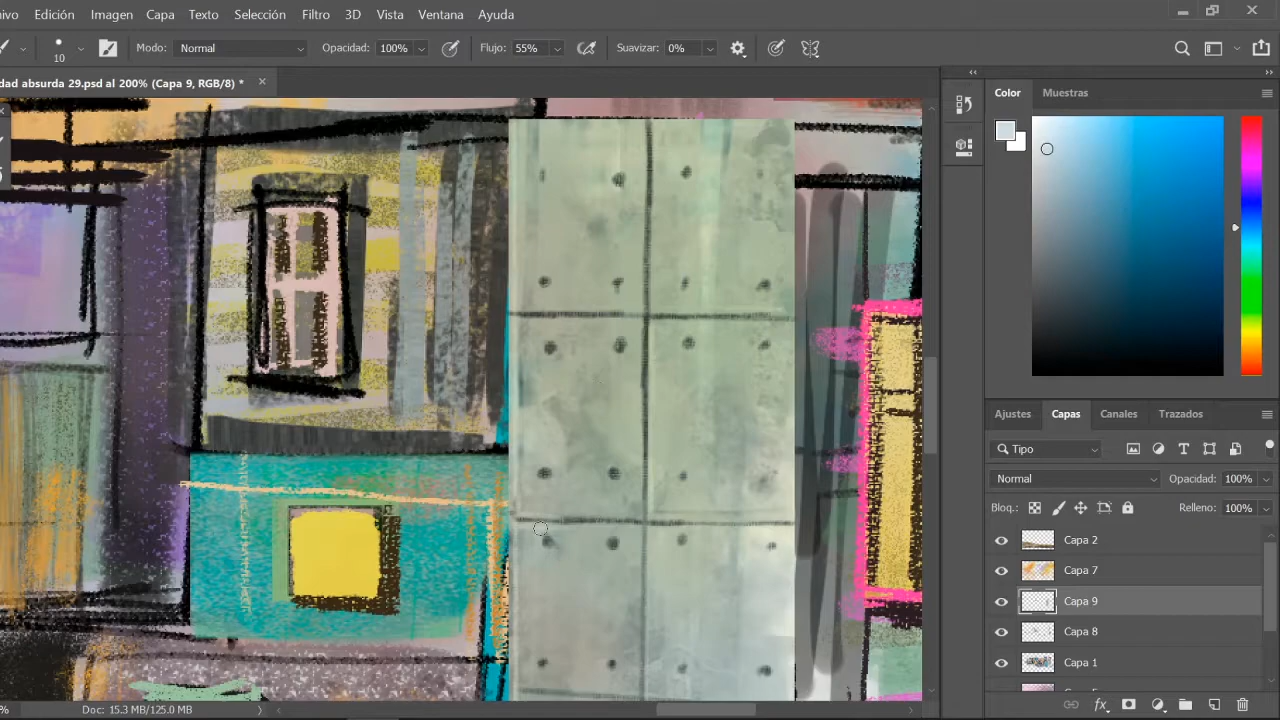 Edición Imagen Capa Texto Selección Filtro 3D Vista Ventana Ayuda
10 Modo: Normal Opacidad: 100% Flujo: 55% Suavizar: 0%
absurda 29.psd al 200% (Capa 9, RGB/8) *
Color Muestras
Ajustes Capas Canales Trazados
Tipo
Normal Opacidad: 100%
Bloq.: Relleno: 100%
Capa 2
Capa 7
Capa 9
Capa 8
Capa 1
Doc: 15.3 MB/125.0 MB